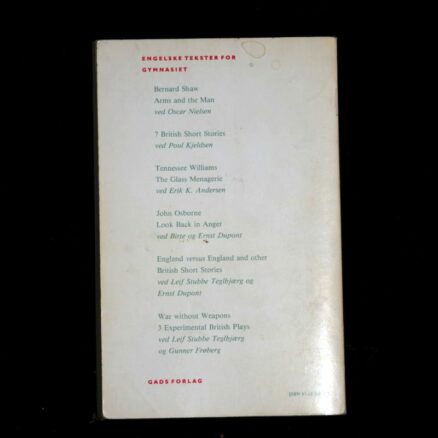 ENGELSKE TEKSTER FOR
GYMNASIET
Bernard Shaw
Arms and the Man
ved Oscar Nielsen
7 British Short Stories
ved Poul Kjeldsen
Tennessee Williams
The Glass Menagerie
ved Erik K. Andersen
John Osborne
Look Back in Anger
ved Birte og Ernst Dupont
England versus England and other
British Short Stories
ved Leif Stubbe Teglbjærg og
Ernst Dupont
War without Weapons
3 Experimental British Plays
ved Leif Stubbe Teglbjærg
og Gunner Frøberg
GADS FORLAG
ISBN